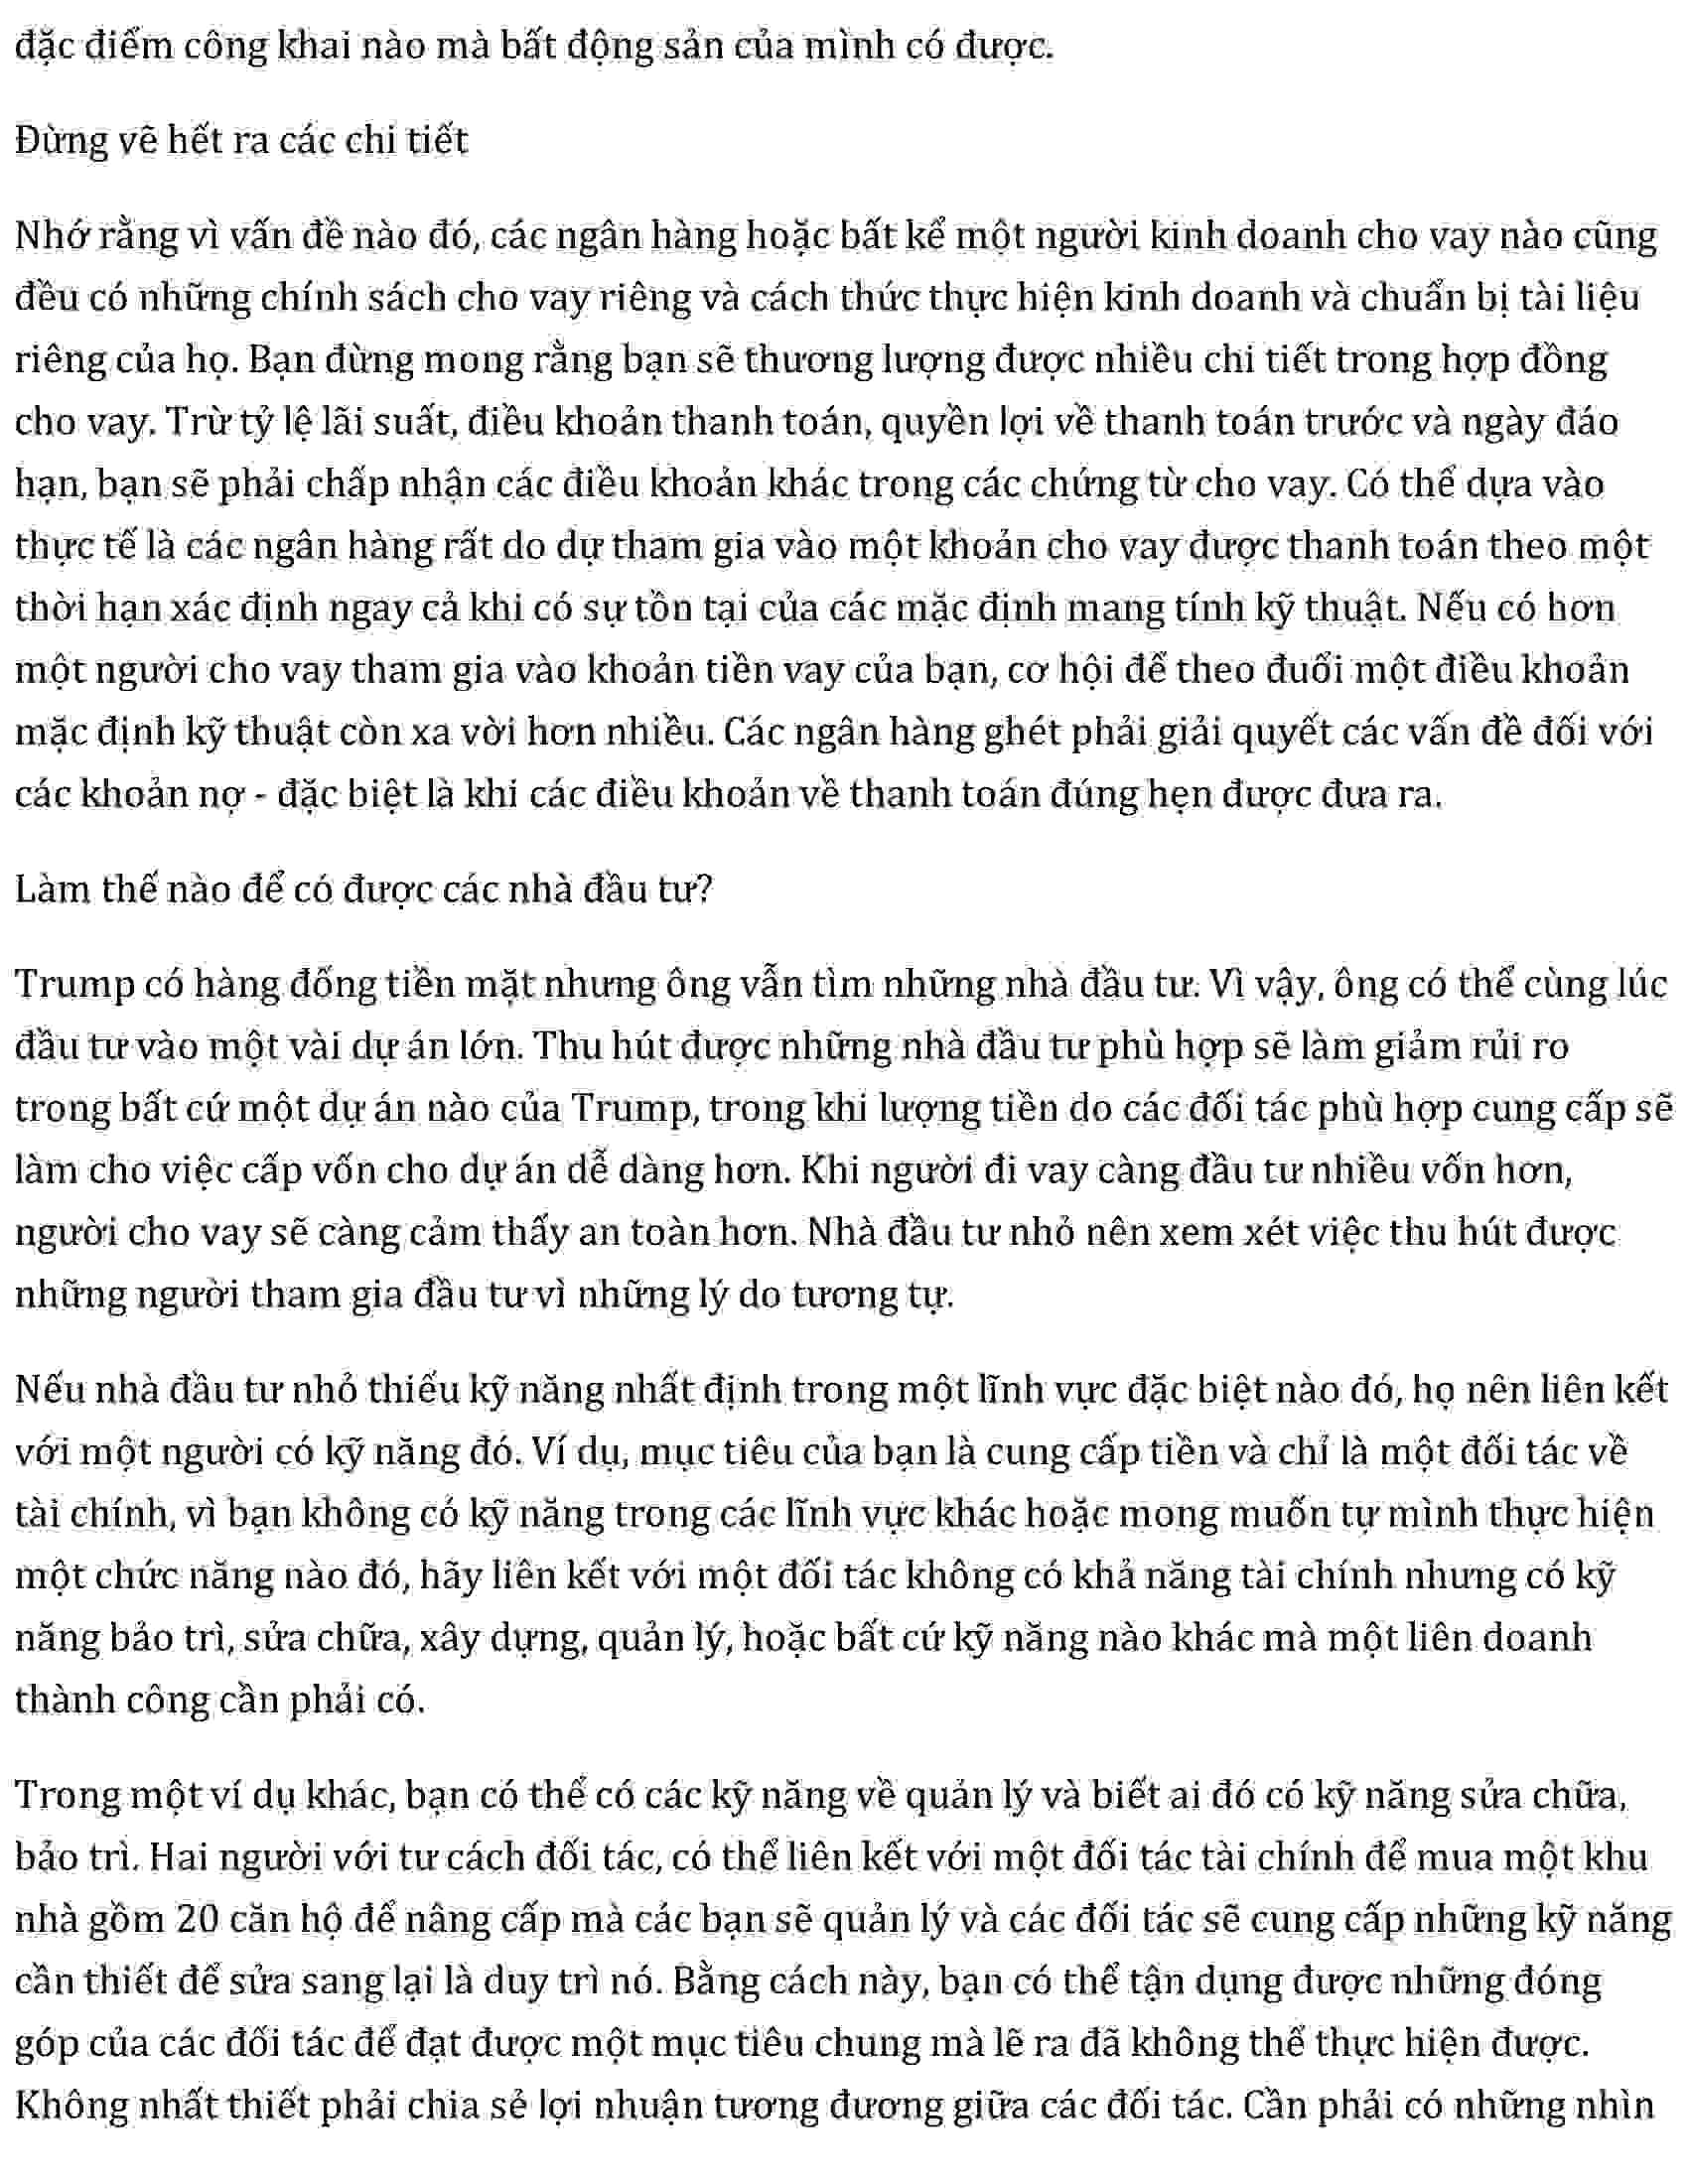 đặc điểm công khai nào mà bất động sản của mình có được.
Đừng vẽ hết ra các chi tiết
Nhớ rằng vì vấn đề nào đó, các ngân hàng hoặc bất kể một người kinh doanh cho vay nào cũng
đều có những chính sách cho vay riêng và cách thức thực hiện kinh doanh và chuẩn bị tài liệu
riêng của họ. Bạn đừng mong rằng bạn sẽ thương lượng được nhiều chi tiết trong hợp đồng
cho vay. Trừ tỷ lệ lãi suất, điều khoản thanh toán, quyền lợi về thanh toán trước và ngày đáo
hạn, bạn sẽ phải chấp nhận các điều khoản khác trong các chứng từ cho vay. Có thể dựa vào
thực tế là các ngân hàng rất do dự tham gia vào một khoản cho vay được thanh toán theo một
thời hạn xác định ngay cả khi có sự tồn tại của các mặc định mang tính kỹ thuật. Nếu có hơn
một người cho vay tham gia vào khoản tiền vay của bạn, cơ hội để theo đuổi một điều khoản
mặc định kỹ thuật còn xa vời hơn nhiều. Các ngân hàng ghét phải giải quyết các vấn đề đối với
các khoản nợ - đặc biệt là khi các điều khoản về thanh toán đúng hẹn được đưa ra.
Làm thế nào để có được các nhà đầu tư?
Trump có hàng đống tiền mặt nhưng ông vẫn tìm những nhà đầu tư. Vì vậy, ông có thể cùng lúc
đầu tư vào một vài dự án lớn. Thu hút được những nhà đầu tư phù hợp sẽ làm giảm rủi ro
trong bất cứ một dự án nào của Trump, trong khi lượng tiền do các đối tác phù hợp cung cấp sẽ
làm cho việc cấp vốn cho dự án dễ dàng hơn. Khi người đi vay càng đầu tư nhiều vốn hơn,
người cho vay sẽ càng cảm thấy an toàn hơn. Nhà đầu tư nhỏ nên xem xét việc thu hút được
những người tham gia đầu tư vì những lý do tương tự.
Nếu nhà đầu tư nhỏ thiếu kỹ năng nhất định trong một lĩnh vực đặc biệt nào đó, họ nên liên kết
với một người có kỹ năng đó. Ví dụ, mục tiêu của bạn là cung cấp tiền và chỉ là một đối tác về
tài chính, vì bạn không có kỹ năng trong các lĩnh vực khác hoặc mong muốn tự mình thực hiện
một chức năng nào đó, hãy liên kết với một đối tác không có khả năng tài chính nhưng có kỹ
năng bảo trì, sửa chữa, xây dựng, quản lý, hoặc bất cứ kỹ năng nào khác mà một liên doanh
thành công cần phải có.
Trong một ví dụ khác, bạn có thể có các kỹ năng về quản lý và biết ai đó có kỹ năng sửa chữa,
bảo trì. Hai người với tư cách đối tác, có thể liên kết với một đối tác tài chính để mua một khu
nhà gồm 20 căn hộ để nâng cấp mà các bạn sẽ quản lý và các đối tác sẽ cung cấp những kỹ năng
cần thiết để sửa sang lại là duy trì nó. Bằng cách này, bạn có thể tận dụng được những đóng
góp của các đối tác để đạt được một mục tiêu chung mà lẽ ra đã không thể thực hiện được.
Không nhất thiết phải chia sẻ lợi nhuận tương đương giữa các đối tác. Cần phải có những nhìn